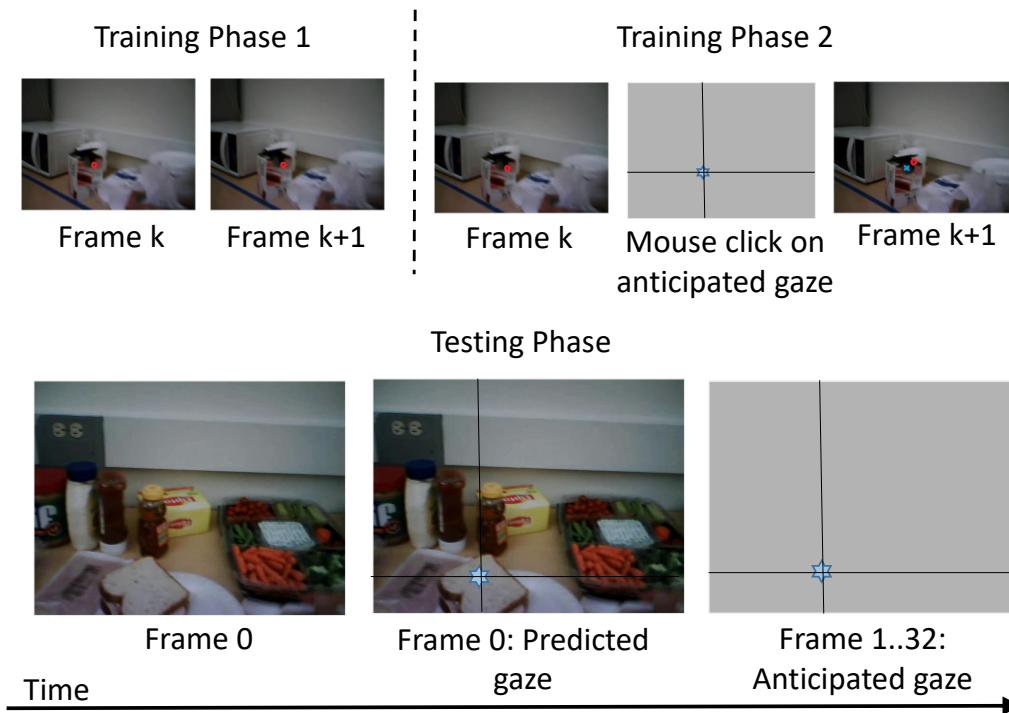 Training Phase 1
Training Phase 2
Frame k
Frame k+1
Frame k
Mouse click on
anticipated gaze
Frame k+1
Testing Phase
Frame 0
Frame 0: Predicted
gaze
Frame 1..32:
Anticipated gaze
Time